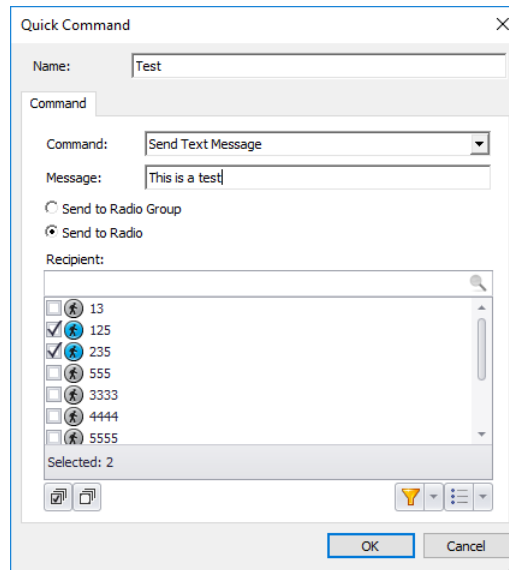 Quick Command
Name: Test
Command
Command: Send Text Message
Message: This is a test
Send to Radio Group
Send to Radio
Recipient:
13
125
235
555
3333
4444
5555
Selected: 2
OK Cancel